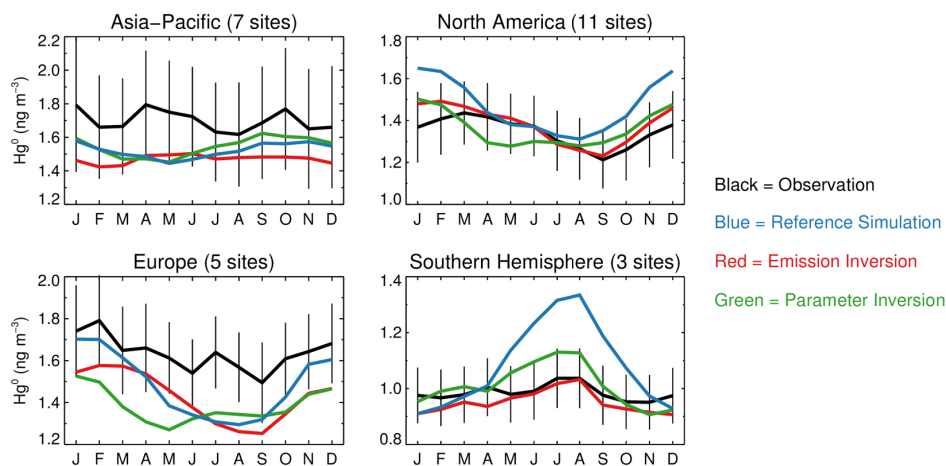 Asia−Pacific (7 sites)
Hg⁰ (ng m⁻³)
2.2
2.0
1.8
1.6
1.4
1.2
J F M A M J J A S O N D
North America (11 sites)
1.8
1.6
1.4
1.2
1.0
J F M A M J J A S O N D
Europe (5 sites)
Hg⁰ (ng m⁻³)
2.0
1.8
1.6
1.4
1.2
J F M A M J J A S O N D
Southern Hemisphere (3 sites)
1.4
1.2
1.0
0.8
J F M A M J J A S O N D
Black = Observation
Blue = Reference Simulation
Red = Emission Inversion
Green = Parameter Inversion